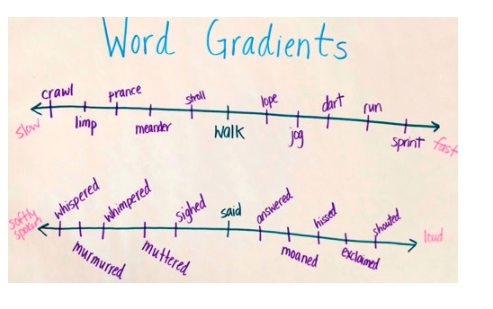 Word Gradients
crawl prance stroll lope dart run
slow limp meander walk jog sprint fast
whispered whimpered sighed said answered hissed shouted
softly spoken murmurred muttered moaned exclaimed loud